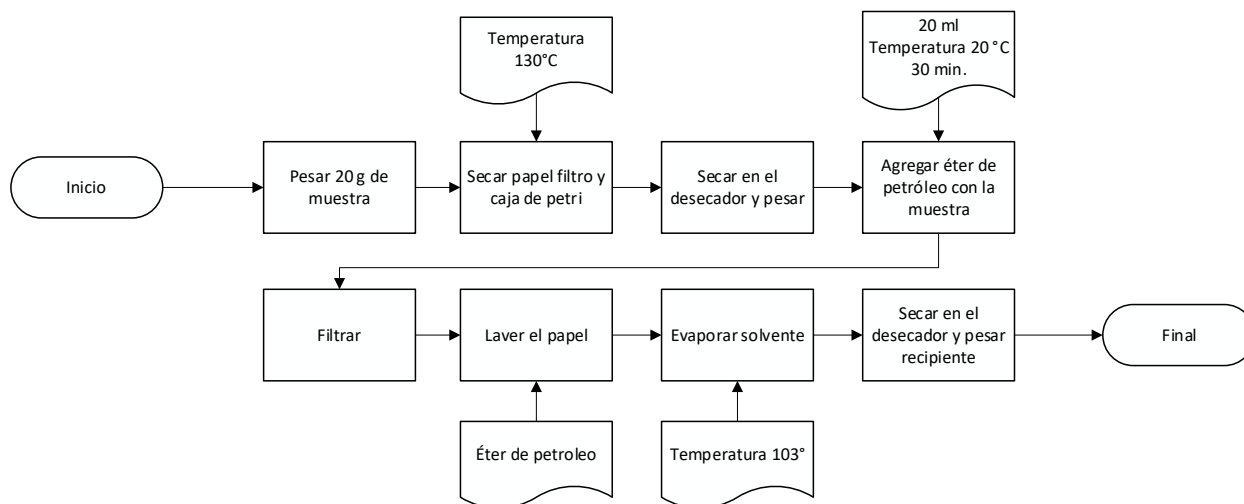 Temperatura
130°C
20 ml
Temperatura 20 °C
30 min.
Inicio
Pesar 20 g de
muestra
Secar papel filtro y
caja de petri
Secar en el
desecador y pesar
Agregar éter de
petróleo con la
muestra
Filtrar
Laver el papel
Evaporar solvente
Secar en el
desecador y pesar
recipiente
Final
Éter de petroleo
Temperatura 103°